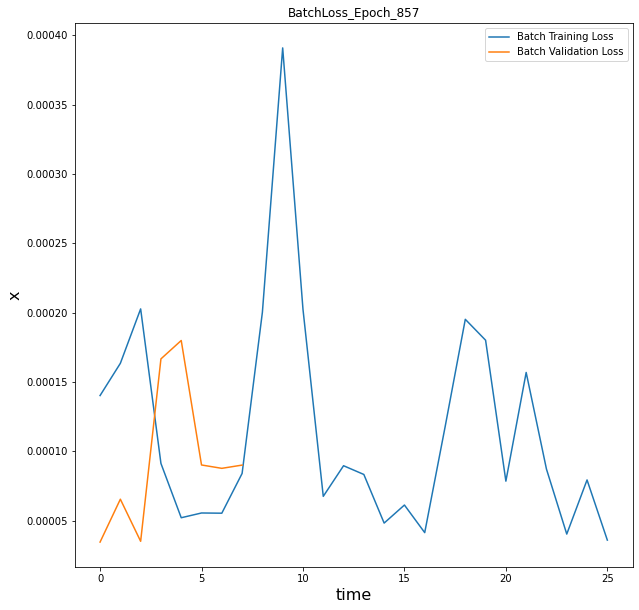 BatchLoss_Epoch_857
Batch Training Loss
Batch Validation Loss
0.00040
0.00035
0.00030
0.00025
0.00020
0.00015
0.00010
0.00005
x
0 5 10 15 20 25
time